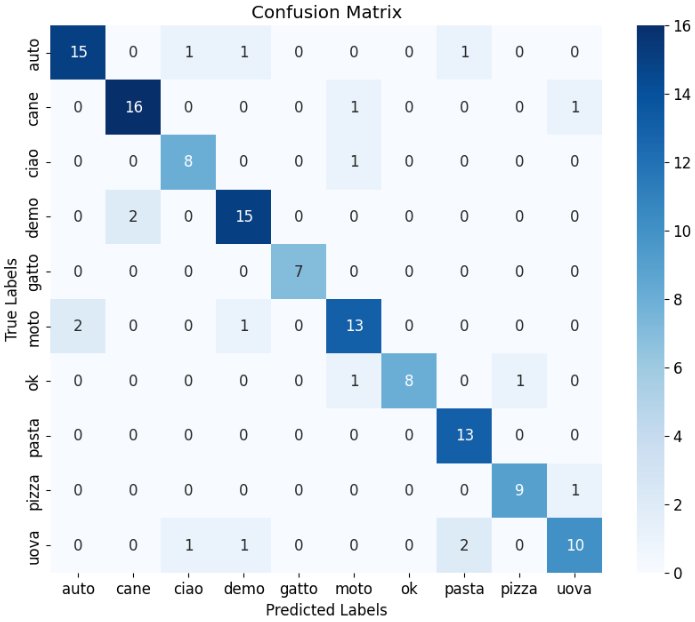 Confusion Matrix
True Labels
auto 15 0 1 1 0 0 0 1 0 0
cane 0 16 0 0 0 1 0 0 0 1
ciao 0 0 8 0 0 1 0 0 0 0
demo 0 2 0 15 0 0 0 0 0 0
gatto 0 0 0 0 7 0 0 0 0 0
moto 2 0 0 1 0 13 0 0 0 0
ok 0 0 0 0 0 1 8 0 1 0
pasta 0 0 0 0 0 0 0 13 0 0
pizza 0 0 0 0 0 0 0 0 9 1
uova 0 0 1 1 0 0 0 2 0 10
auto cane ciao demo gatto moto ok pasta pizza uova
Predicted Labels
16
14
12
10
8
6
4
2
0